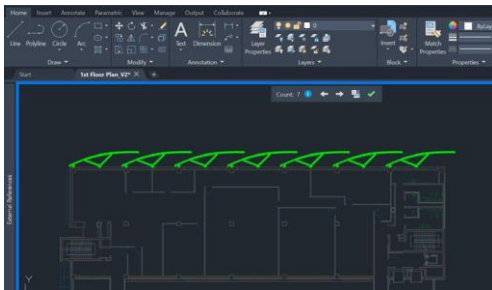 Home Insert Annotate Parametric View Manage Output Collaborate
Line Polyline Circle Arc
Text Dimension
Layer Properties
0
Insert
Match Properties
ByLay
Draw Modify Annotation Layers Block Properties
Start 1st Floor Plan_V2*
Count: 7
External References
Y